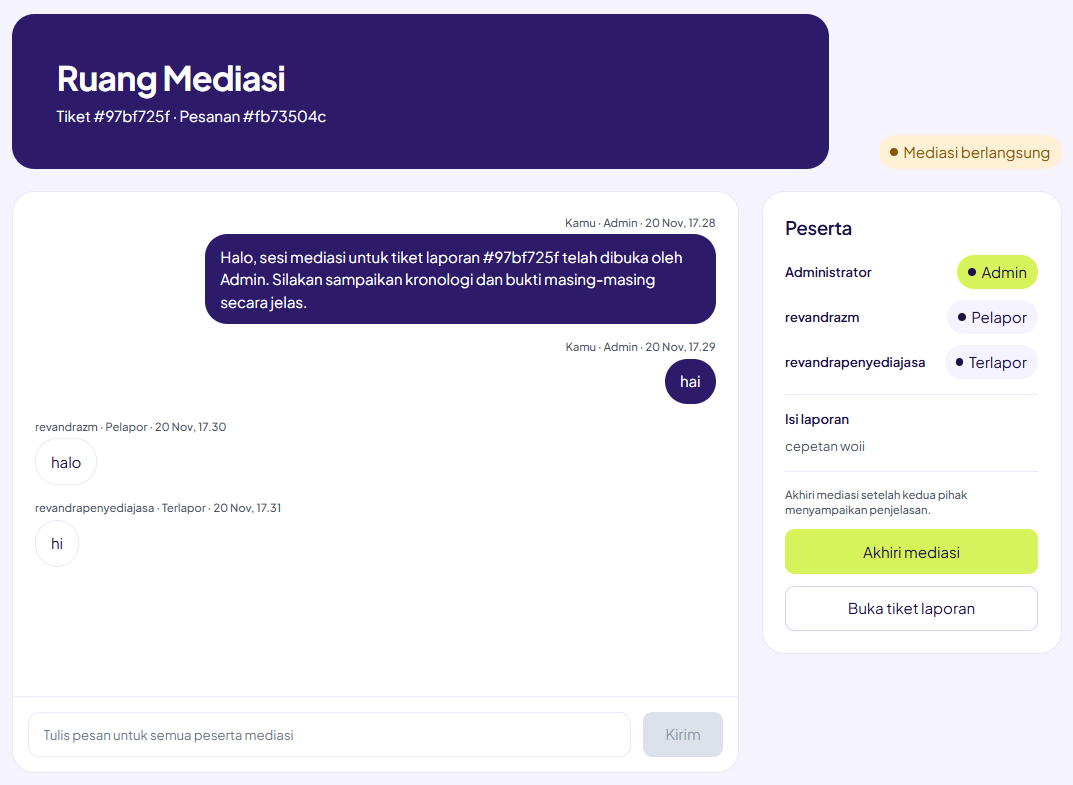 Ruang Mediasi
Tiket #97bf725f · Pesanan #fb73504c
Mediasi berlangsung
Kamu · Admin · 20 Nov, 17.28
Halo, sesi mediasi untuk tiket laporan #97bf725f telah dibuka oleh
Admin. Silakan sampaikan kronologi dan bukti masing-masing
secara jelas.
Kamu · Admin · 20 Nov, 17.29
hai
revandrazm · Pelapor · 20 Nov, 17.30
halo
revandrapenyediajasa · Terlapor · 20 Nov, 17.31
hi
Tulis pesan untuk semua peserta mediasi
Kirim
Peserta
Administrator
Admin
revandrazm
Pelapor
revandrapenyediajasa
Terlapor
Isi laporan
cepetan woii
Akhiri mediasi setelah kedua pihak
menyampaikan penjelasan.
Akhiri mediasi
Buka tiket laporan